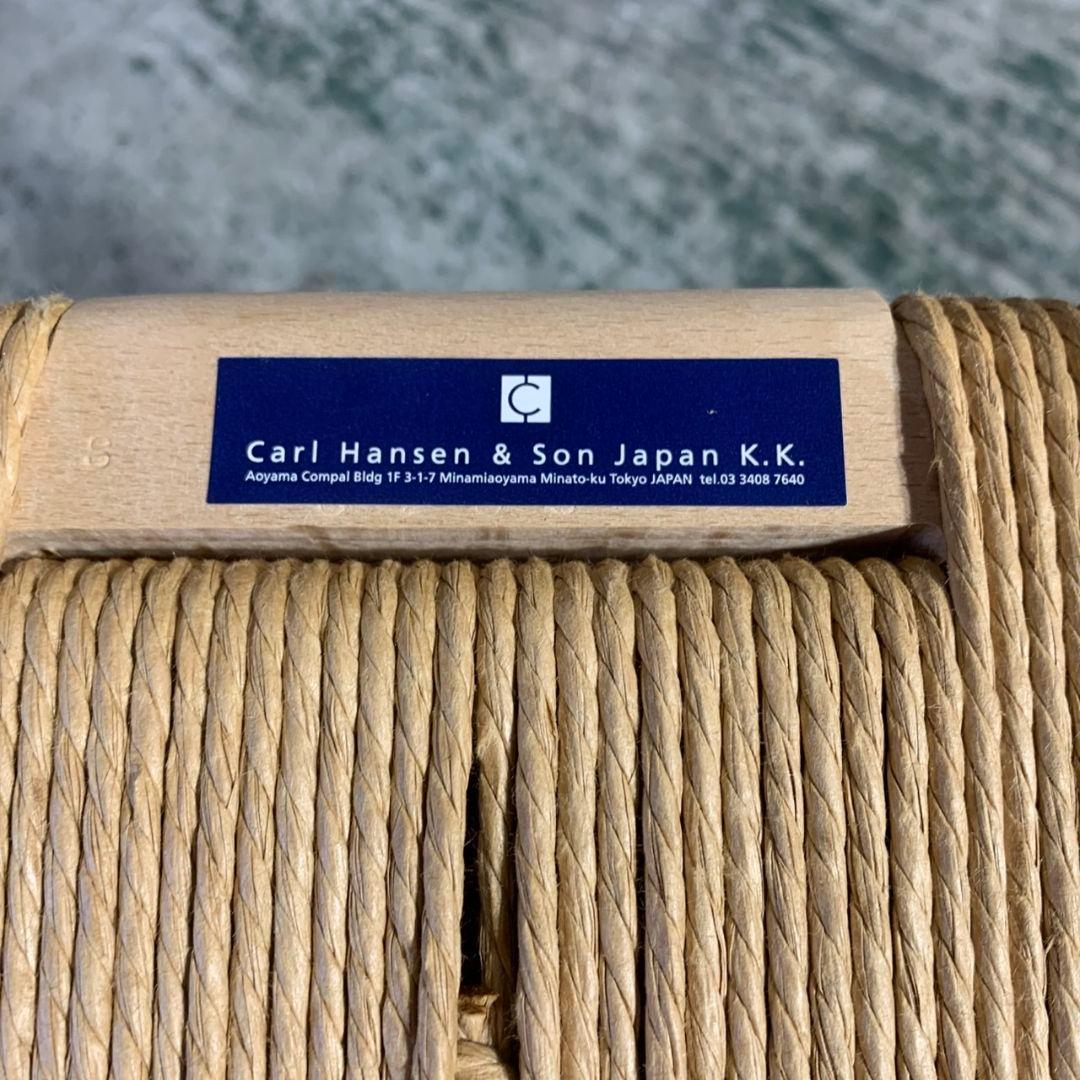 C
Carl Hansen & Son Japan K.K.
Aoyama Compal Bldg 1F 3-1-7 Minamiaoyama Minato-ku Tokyo JAPAN tel.03 3408 7640